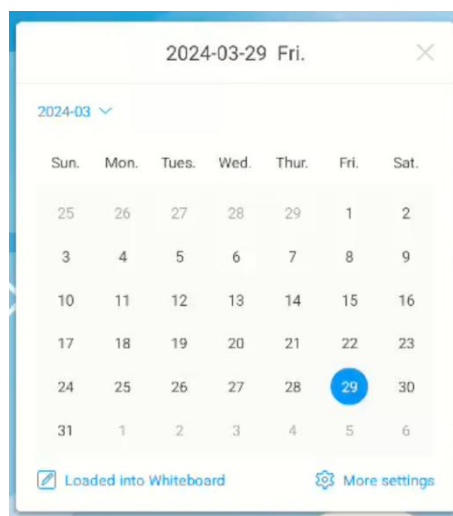 2024-03-29 Fri.
2024-03
Sun. Mon. Tues. Wed. Thur. Fri. Sat.
25 26 27 28 29 1 2
3 4 5 6 7 8 9
10 11 12 13 14 15 16
17 18 19 20 21 22 23
24 25 26 27 28 29 30
31 1 2 3 4 5 6
Loaded into Whiteboard More settings